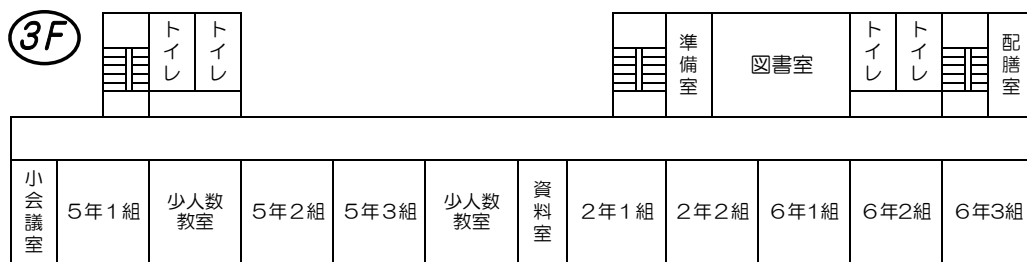 3F
トイレ
トイレ
準備室
図書室
トイレ
トイレ
配膳室
小会議室
5年1組
少人数
教室
5年2組
5年3組
少人数
教室
資料室
2年1組
2年2組
6年1組
6年2組
6年3組